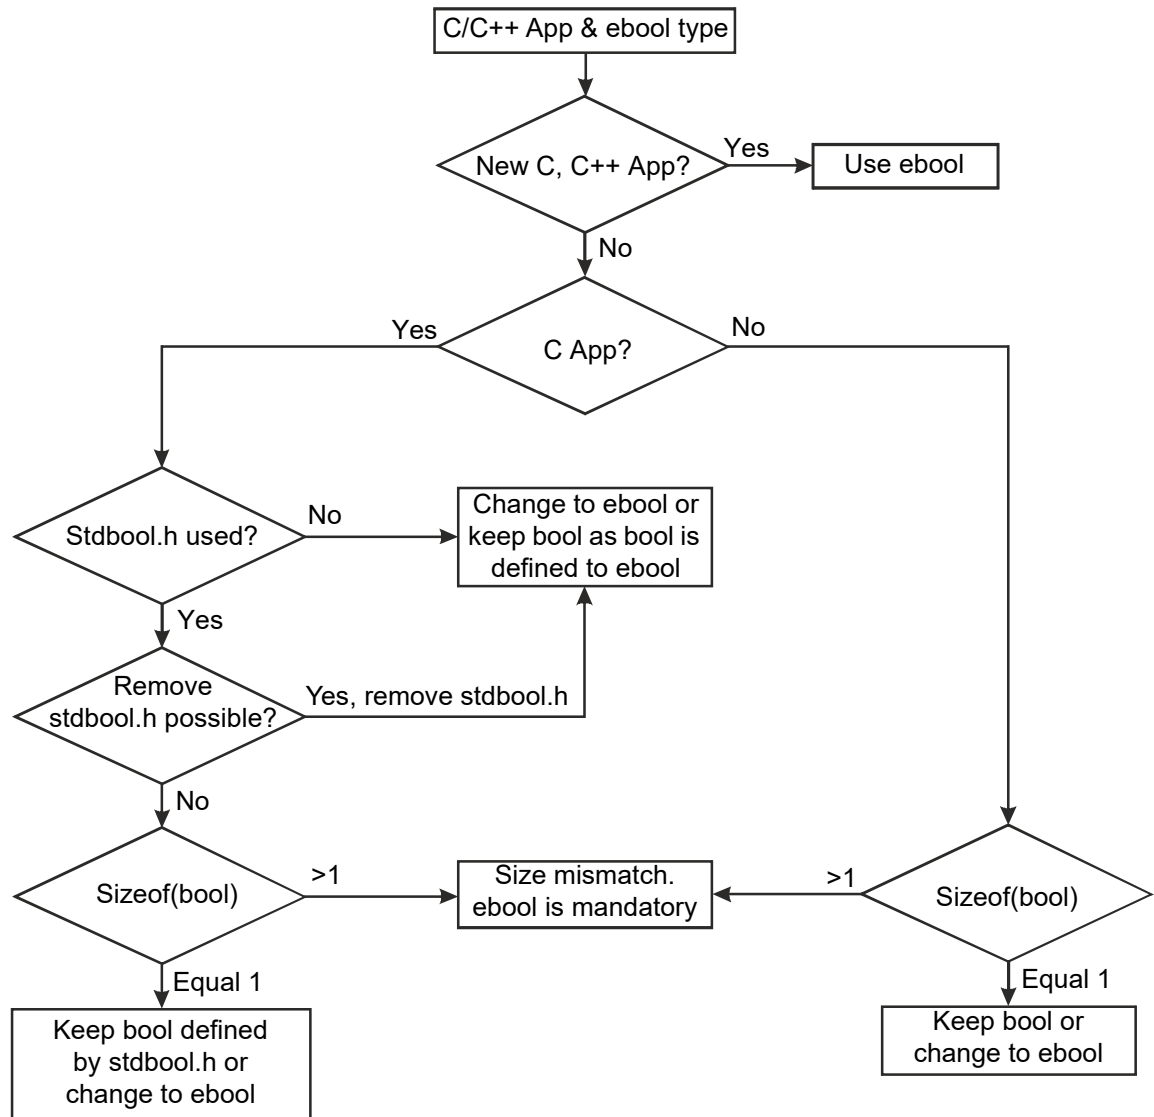 C/C++ App & ebool type
New C, C++ App?
Yes
Use ebool
No
Yes
No
C App?
Stdbool.h used?
No
Change to ebool or
keep bool as bool is
defined to ebool
Yes
Remove
stdbool.h possible?
Yes, remove stdbool.h
No
Sizeof(bool)
>1
Size mismatch.
ebool is mandatory
>1
Sizeof(bool)
Equal 1
Equal 1
Keep bool defined
by stdbool.h or
change to ebool
Keep bool or
change to ebool